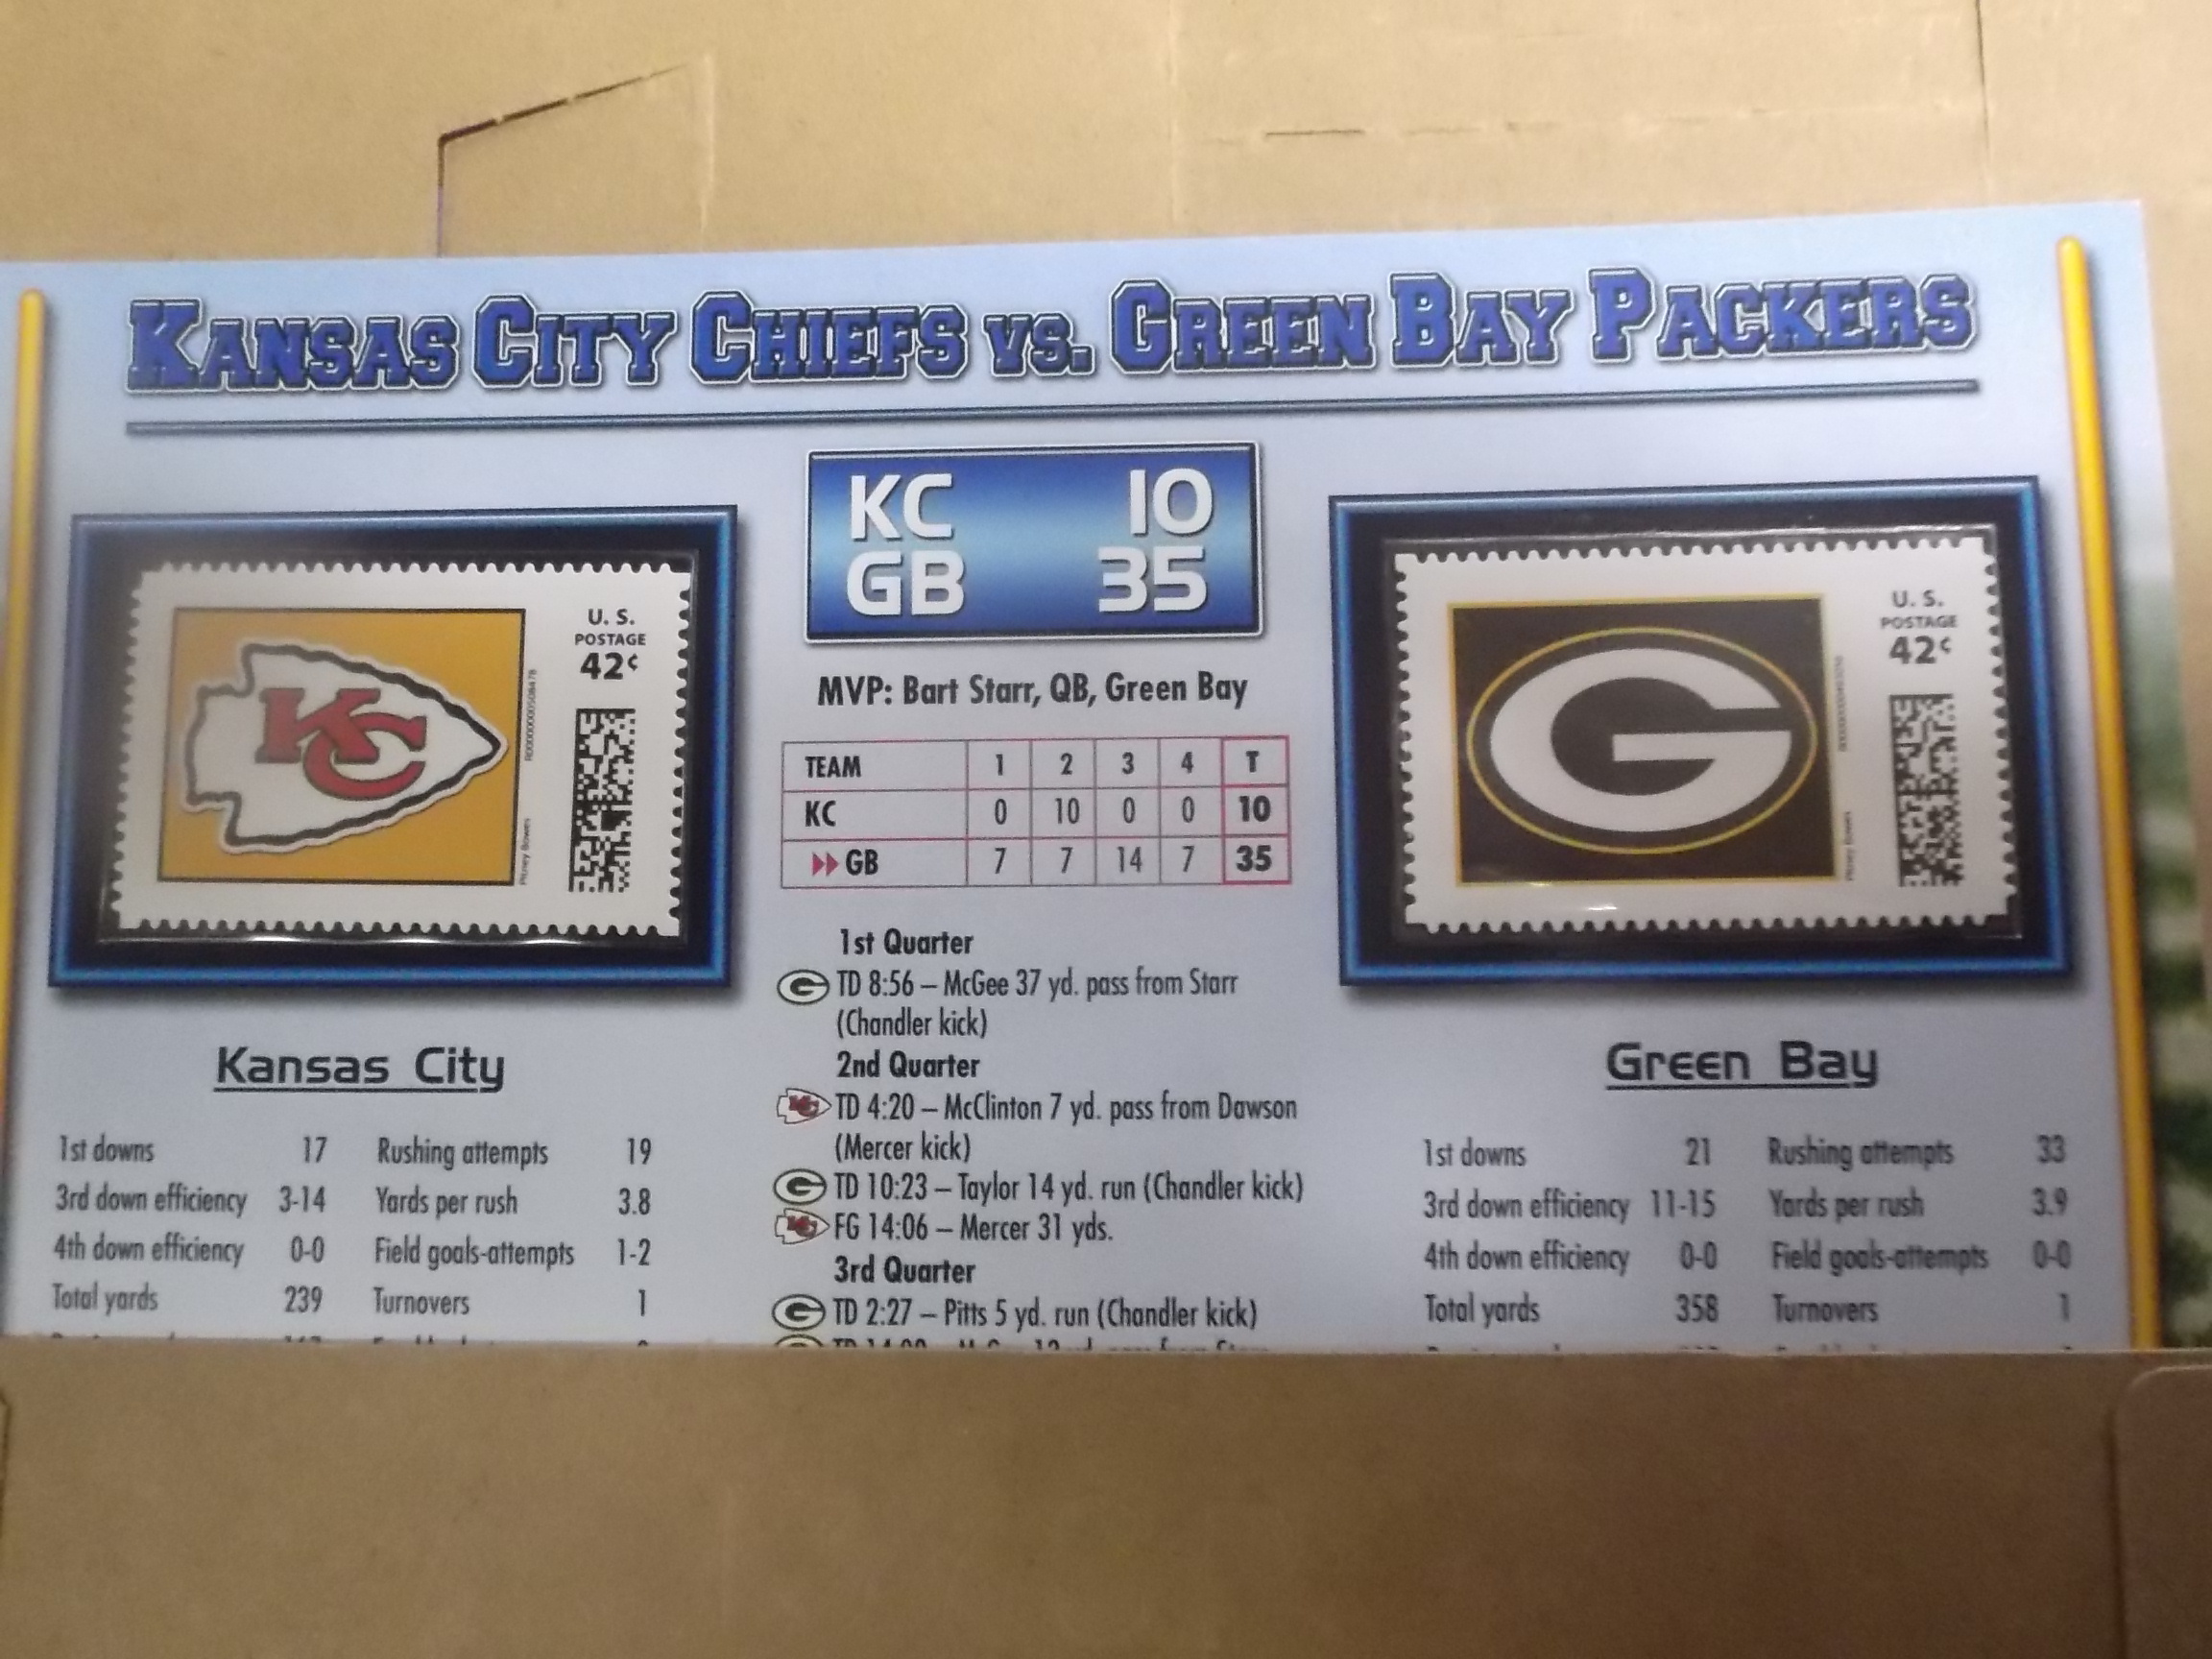 KANSAS CITY CHIEFS VS. GREEN BAY PACKERS
KC 10
GB 35
MVP: Bart Starr, QB, Green Bay
U. S.
POSTAGE
42¢
Pitney Bowes
KC
U. S.
POSTAGE
42¢
Pitney Bowes
G
TEAM 1 2 3 4 T
KC 0 10 0 0 10
GB 7 7 14 7 35
1st Quarter
TD 8:56 – McGee 37 yd. pass from Starr
(Chandler kick)
2nd Quarter
TD 4:20 – McClinton 7 yd. pass from Dawson
(Mercer kick)
TD 10:23 – Taylor 14 yd. run (Chandler kick)
FG 14:06 – Mercer 31 yds.
3rd Quarter
TD 2:27 – Pitts 5 yd. run (Chandler kick)
Kansas City
1st downs 17 Rushing attempts 19
3rd down efficiency 3-14 Yards per rush 3.8
4th down efficiency 0-0 Field goals-attempts 1-2
Total yards 239 Turnovers 1
Green Bay
1st downs 21 Rushing attempts 33
3rd down efficiency 11-15 Yards per rush 3.9
4th down efficiency 0-0 Field goals-attempts 0-0
Total yards 358 Turnovers 1